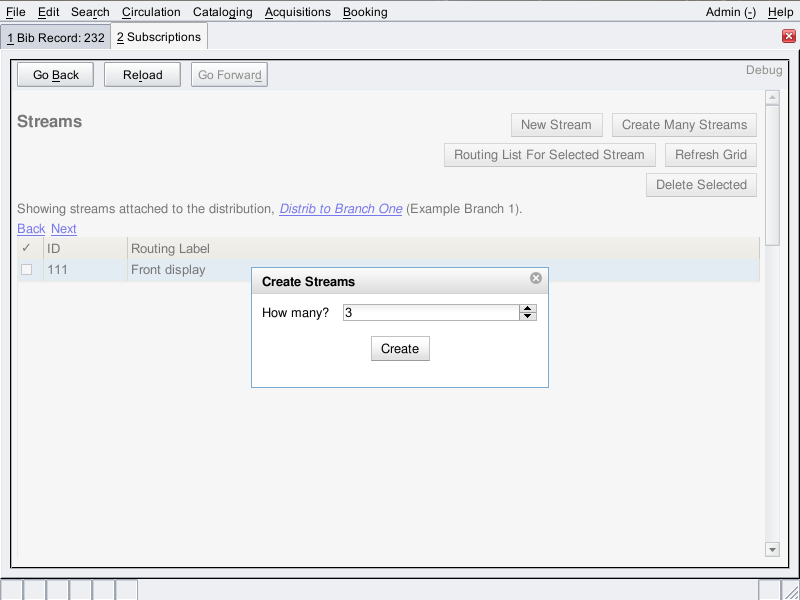 File Edit Search Circulation Cataloging Acquisitions Booking Admin (-) Help
1 Bib Record: 232 2 Subscriptions
Go Back Reload Go Forward Debug
Streams
New Stream Create Many Streams
Routing List For Selected Stream Refresh Grid
Delete Selected
Showing streams attached to the distribution, Distrib to Branch One (Example Branch 1).
Back Next
✓ ID Routing Label
111 Front display
Create Streams
How many? 3
Create